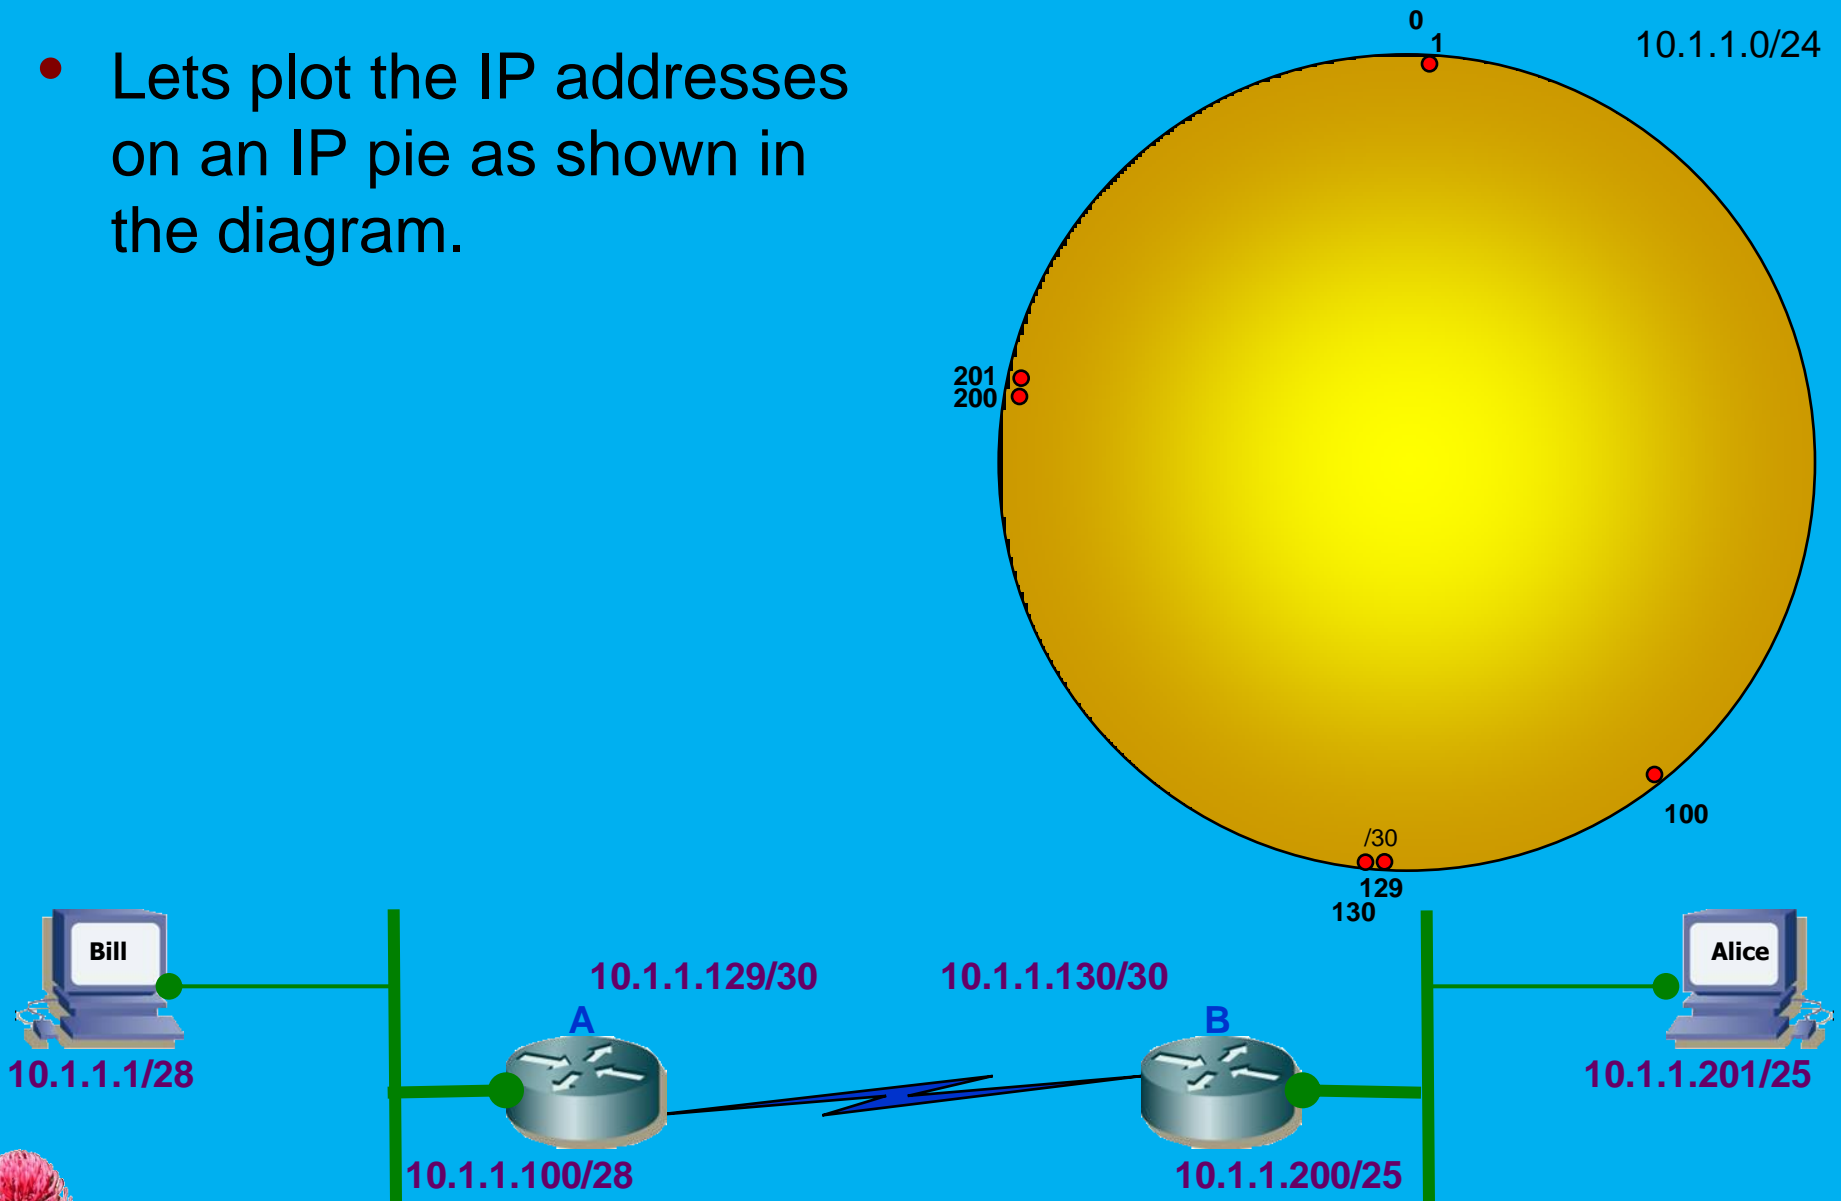 • Lets plot the IP addresses
on an IP pie as shown in
the diagram.
0
1
10.1.1.0/24
201
200
100
/30
129
130
Bill
Alice
10.1.1.129/30
10.1.1.130/30
A
B
10.1.1.1/28
10.1.1.201/25
10.1.1.100/28
10.1.1.200/25